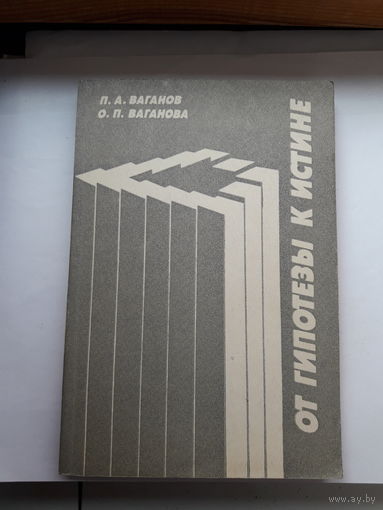 П. А. ВАГАНОВ
О. П. ВАГАНОВА
ОТ ГИПОТЕЗЫ К ИСТИНЕ
www.ay.by